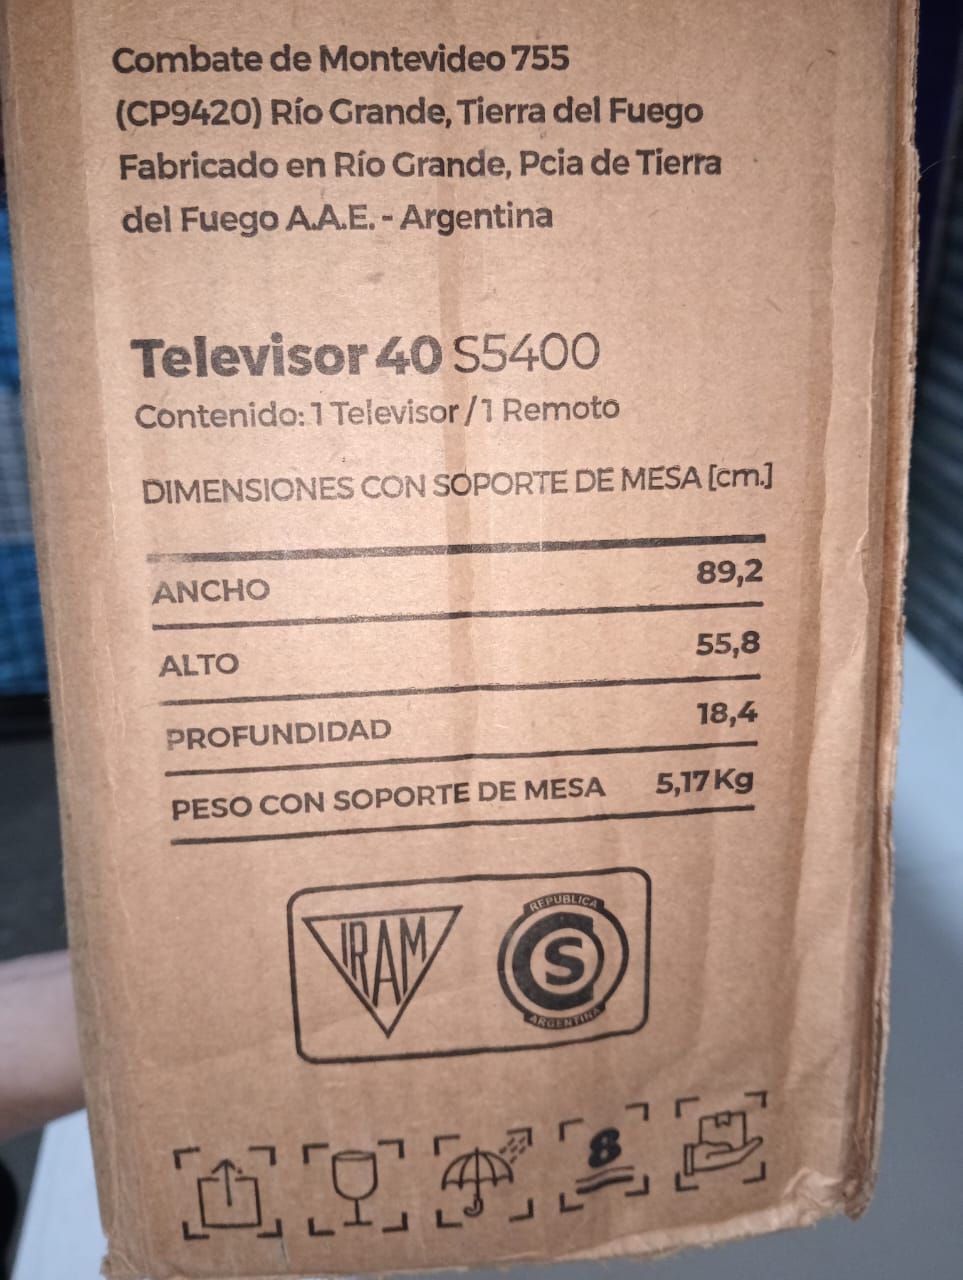 Combate de Montevideo 755
(CP9420) Río Grande, Tierra del Fuego
Fabricado en Río Grande, Pcia de Tierra
del Fuego A.A.E. - Argentina
Televisor 40 S5400
Contenido: 1 Televisor / 1 Remoto
DIMENSIONES CON SOPORTE DE MESA [cm.]
ANCHO 89,2
ALTO 55,8
PROFUNDIDAD 18,4
PESO CON SOPORTE DE MESA 5,17 Kg
IRAM
REPUBLICA
S
ARGENTINA
8